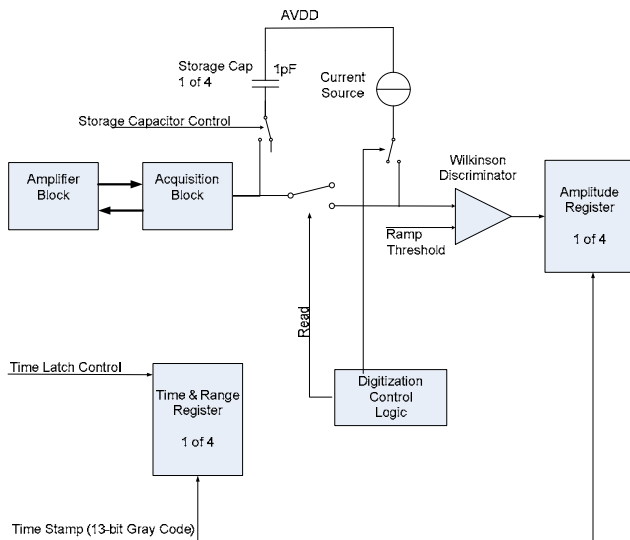 AVDD
Storage Cap
1 of 4
1pF
Current
Source
Storage Capacitor Control
Amplifier
Block
Acquisition
Block
Wilkinson
Discriminator
Amplitude
Register
1 of 4
Ramp
Threshold
Read
Time Latch Control
Time & Range
Register
1 of 4
Digitization
Control
Logic
Time Stamp (13-bit Gray Code)